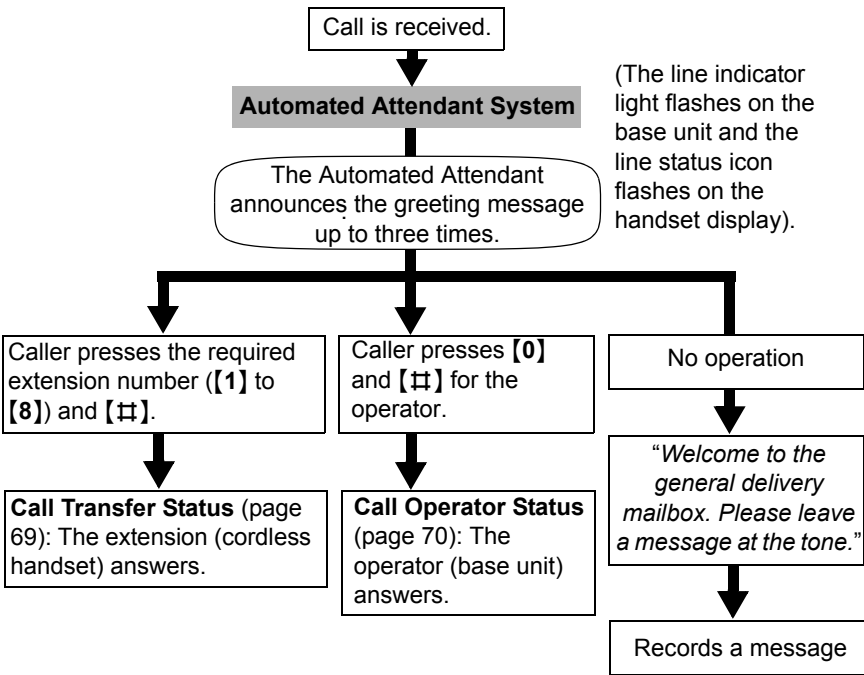 Call is received.
Automated Attendant System
(The line indicator
light flashes on the
base unit and the
line status icon
flashes on the
handset display).
The Automated Attendant
announces the greeting message
up to three times.
Caller presses the required
extension number (【1】 to
【8】) and 【♯】.
Caller presses 【0】
and 【♯】 for the
operator.
No operation
Call Transfer Status (page
69): The extension (cordless
handset) answers.
Call Operator Status
(page 70): The
operator (base unit)
answers.
“Welcome to the
general delivery
mailbox. Please leave
a message at the tone.”
Records a message